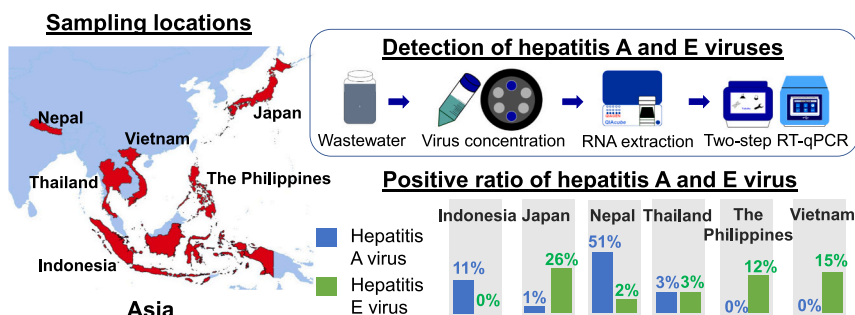 Sampling locations
Nepal
Japan
Vietnam
Thailand
The Philippines
Indonesia
Asia
Detection of hepatitis A and E viruses
Wastewater
Virus concentration
RNA extraction
Two-step RT-qPCR
QIAcube
Positive ratio of hepatitis A and E virus
Hepatitis
A virus
Hepatitis
E virus
Indonesia
11%
0%
Japan
1%
26%
Nepal
51%
2%
Thailand
3%
3%
The
Philippines
0%
12%
Vietnam
0%
15%